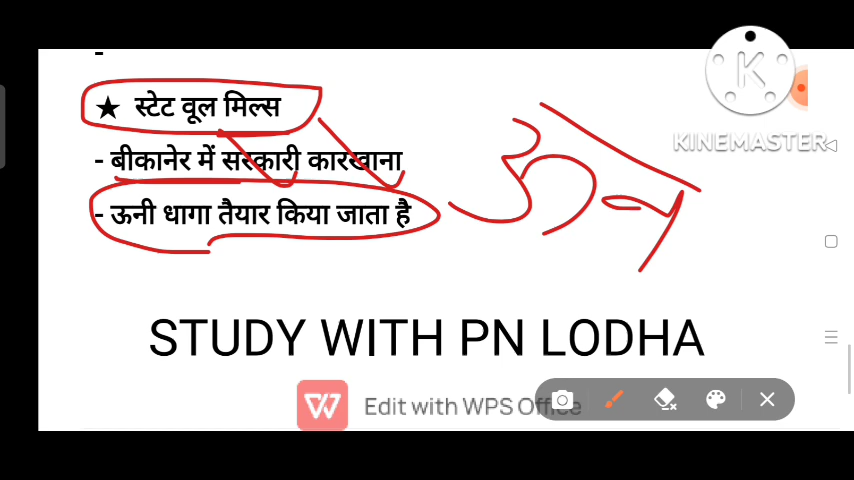 ★ स्टेट वूल मिल्स
- बीकानेर में सरकारी कारखाना
- ऊनी धागा तैयार किया जाता है
ऊन
STUDY WITH PN LODHA
Edit with WPS Office
K
KINEMASTER